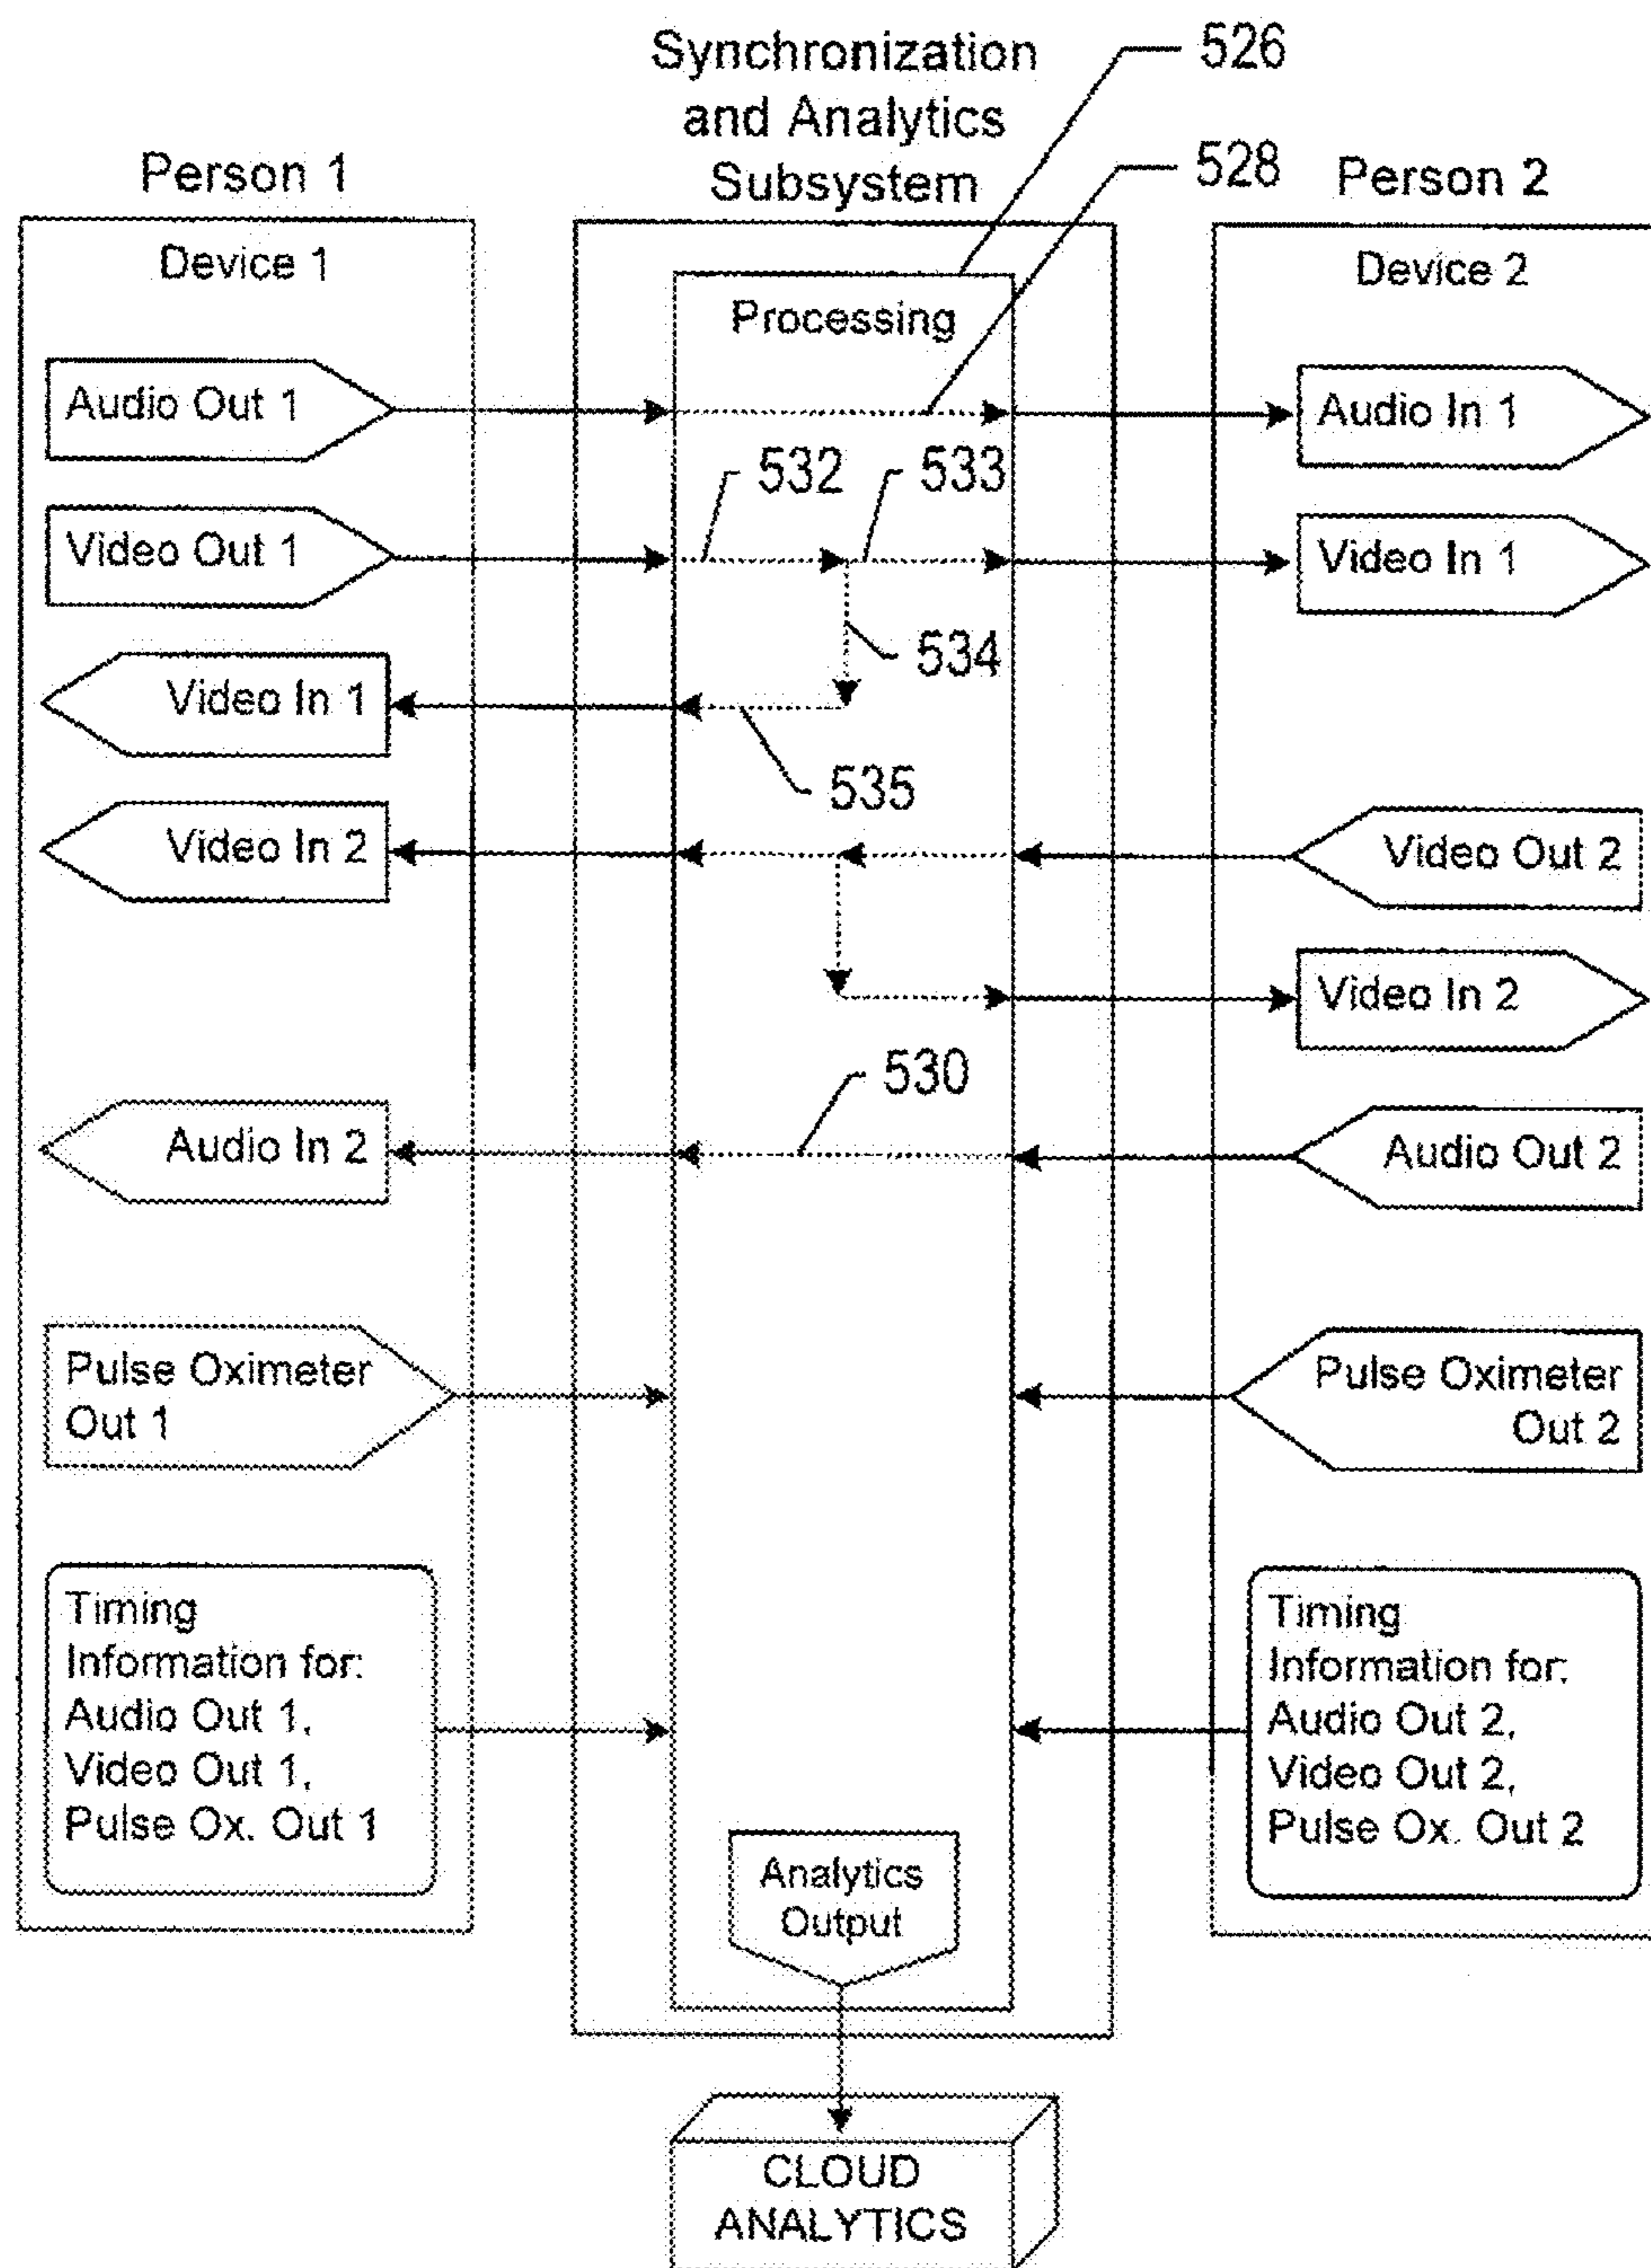 Synchronization
and Analytics
Subsystem
526
528
Person 1
Person 2
Device 1
Device 2
Processing
Audio Out 1
Audio In 1
532
533
Video Out 1
Video In 1
534
Video In 1
535
Video In 2
Video Out 2
Video In 2
530
Audio In 2
Audio Out 2
Pulse Oximeter
Out 1
Pulse Oximeter
Out 2
Timing
Information for:
Audio Out 1,
Video Out 1,
Pulse Ox. Out 1
Timing
Information for:
Audio Out 2,
Video Out 2,
Pulse Ox. Out 2
Analytics
Output
CLOUD
ANALYTICS